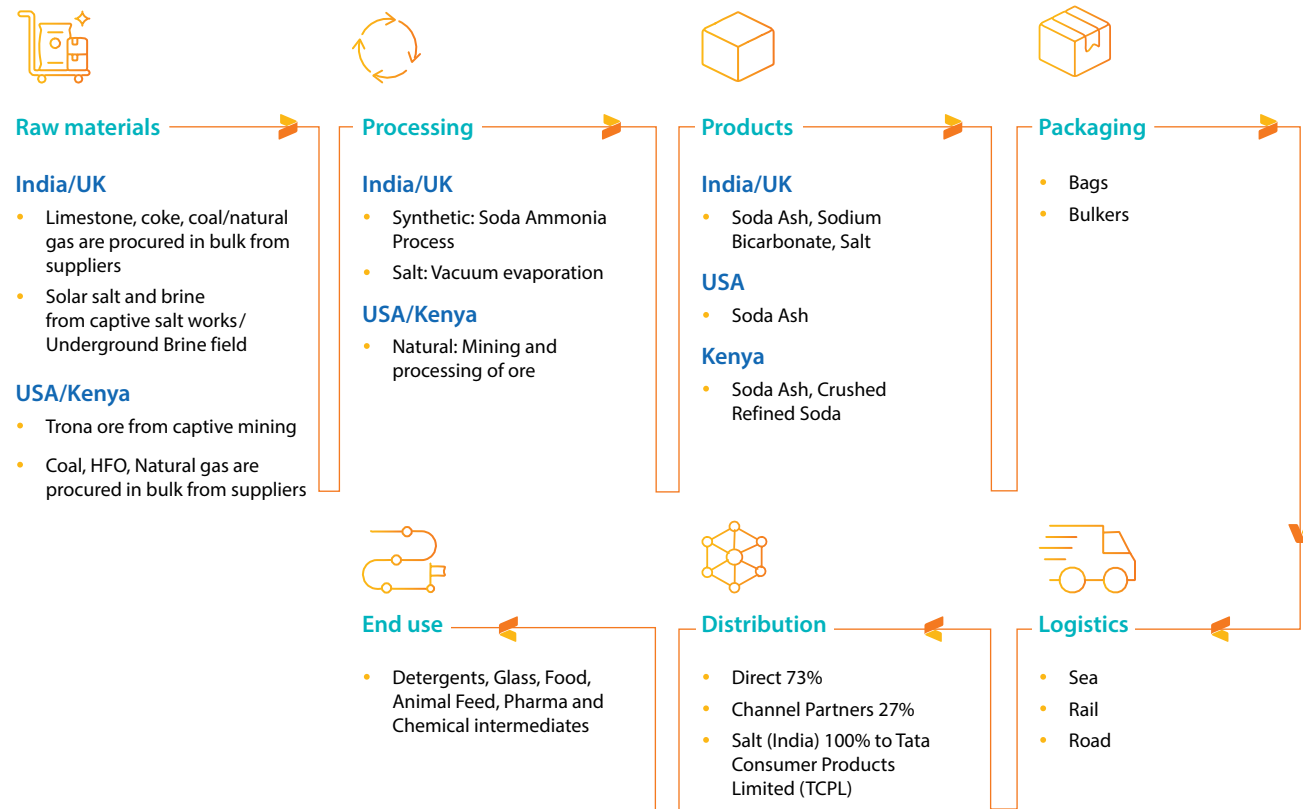 Raw materials
India/UK
• Limestone, coke, coal/natural
gas are procured in bulk from
suppliers
• Solar salt and brine
from captive salt works/
Underground Brine field
USA/Kenya
• Trona ore from captive mining
• Coal, HFO, Natural gas are
procured in bulk from suppliers
Processing
India/UK
• Synthetic: Soda Ammonia
Process
• Salt: Vacuum evaporation
USA/Kenya
• Natural: Mining and
processing of ore
Products
India/UK
• Soda Ash, Sodium
Bicarbonate, Salt
USA
• Soda Ash
Kenya
• Soda Ash, Crushed
Refined Soda
Packaging
• Bags
• Bulkers
Logistics
• Sea
• Rail
• Road
Distribution
• Direct 73%
• Channel Partners 27%
• Salt (India) 100% to Tata
Consumer Products
Limited (TCPL)
End use
• Detergents, Glass, Food,
Animal Feed, Pharma and
Chemical intermediates